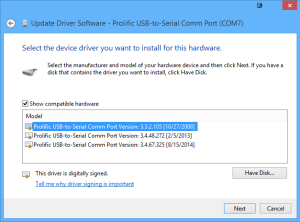 Update Driver Software - Prolific USB-to-Serial Comm Port (COM7)
Select the device driver you want to install for this hardware.
Select the manufacturer and model of your hardware device and then click Next. If you have a
disk that contains the driver you want to install, click Have Disk.
Show compatible hardware
Model
Prolific USB-to-Serial Comm Port Version: 3.3.2.105 [10/27/2008]
Prolific USB-to-Serial Comm Port Version: 3.4.48.272 [2/5/2013]
Prolific USB-to-Serial Comm Port Version: 3.4.67.325 [8/15/2014]
This driver is digitally signed.
Have Disk...
Tell me why driver signing is important
Next
Cancel